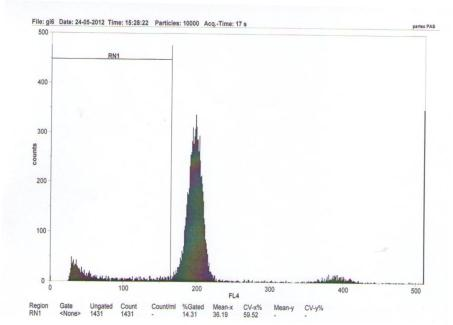 File: gl6 Date: 24-05-2012 Time: 15:28:22 Particles: 10000 Acq.-Time: 17 s
partec PAS
500
RN1
400
300
counts
200
100
0
0 100 200 300 400 500
FL4
Region Gate Ungated Count Count/ml %Gated Mean-x CV-x% Mean-y CV-y%
RN1 <None> 1431 1431 - 14.31 36.19 59.52 - -